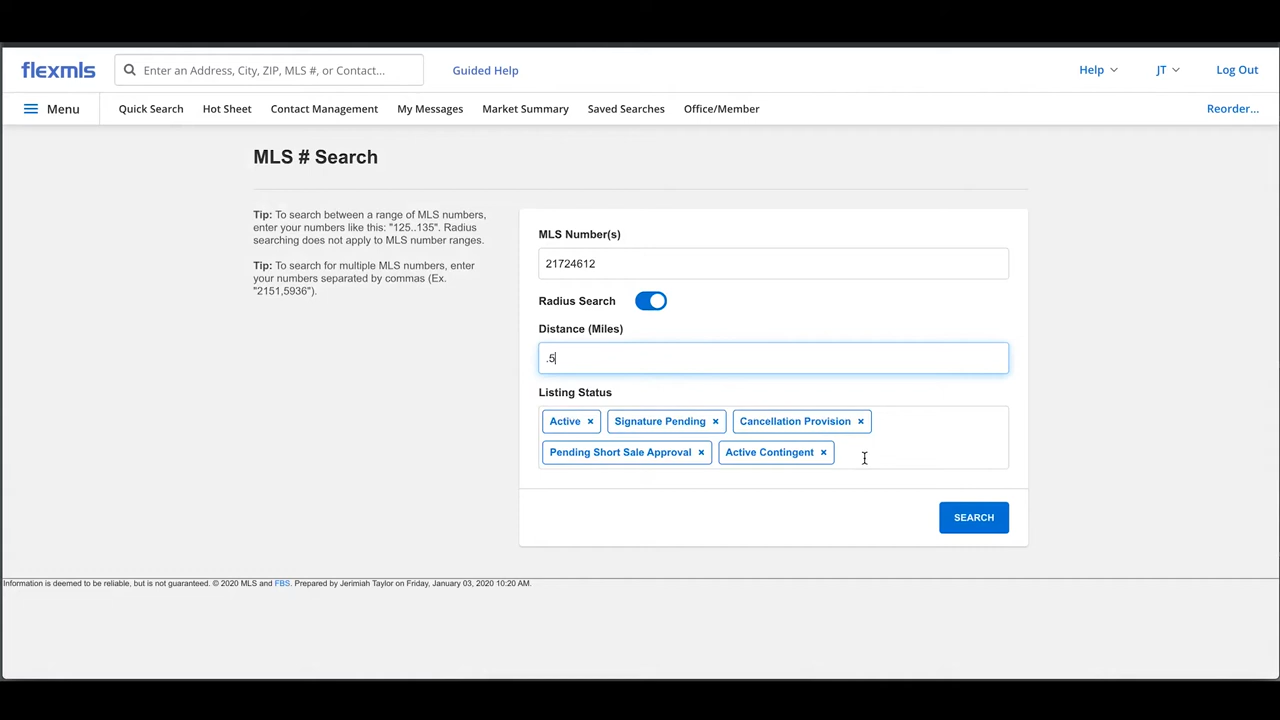 flexmls
Enter an Address, City, ZIP, MLS #, or Contact...
Guided Help
Help
JT
Log Out
Menu
Quick Search
Hot Sheet
Contact Management
My Messages
Market Summary
Saved Searches
Office/Member
Reorder...
MLS # Search
Tip: To search between a range of MLS numbers,
enter your numbers like this: "125..135". Radius
searching does not apply to MLS number ranges.
Tip: To search for multiple MLS numbers, enter
your numbers separated by commas (Ex.
"2151,5936").
MLS Number(s)
21724612
Radius Search
Distance (Miles)
.5
Listing Status
Active ×
Signature Pending ×
Cancellation Provision ×
Pending Short Sale Approval ×
Active Contingent ×
SEARCH
Information is deemed to be reliable, but is not guaranteed. © 2020 MLS and FBS. Prepared by Jerimiah Taylor on Friday, January 03, 2020 10:20 AM.